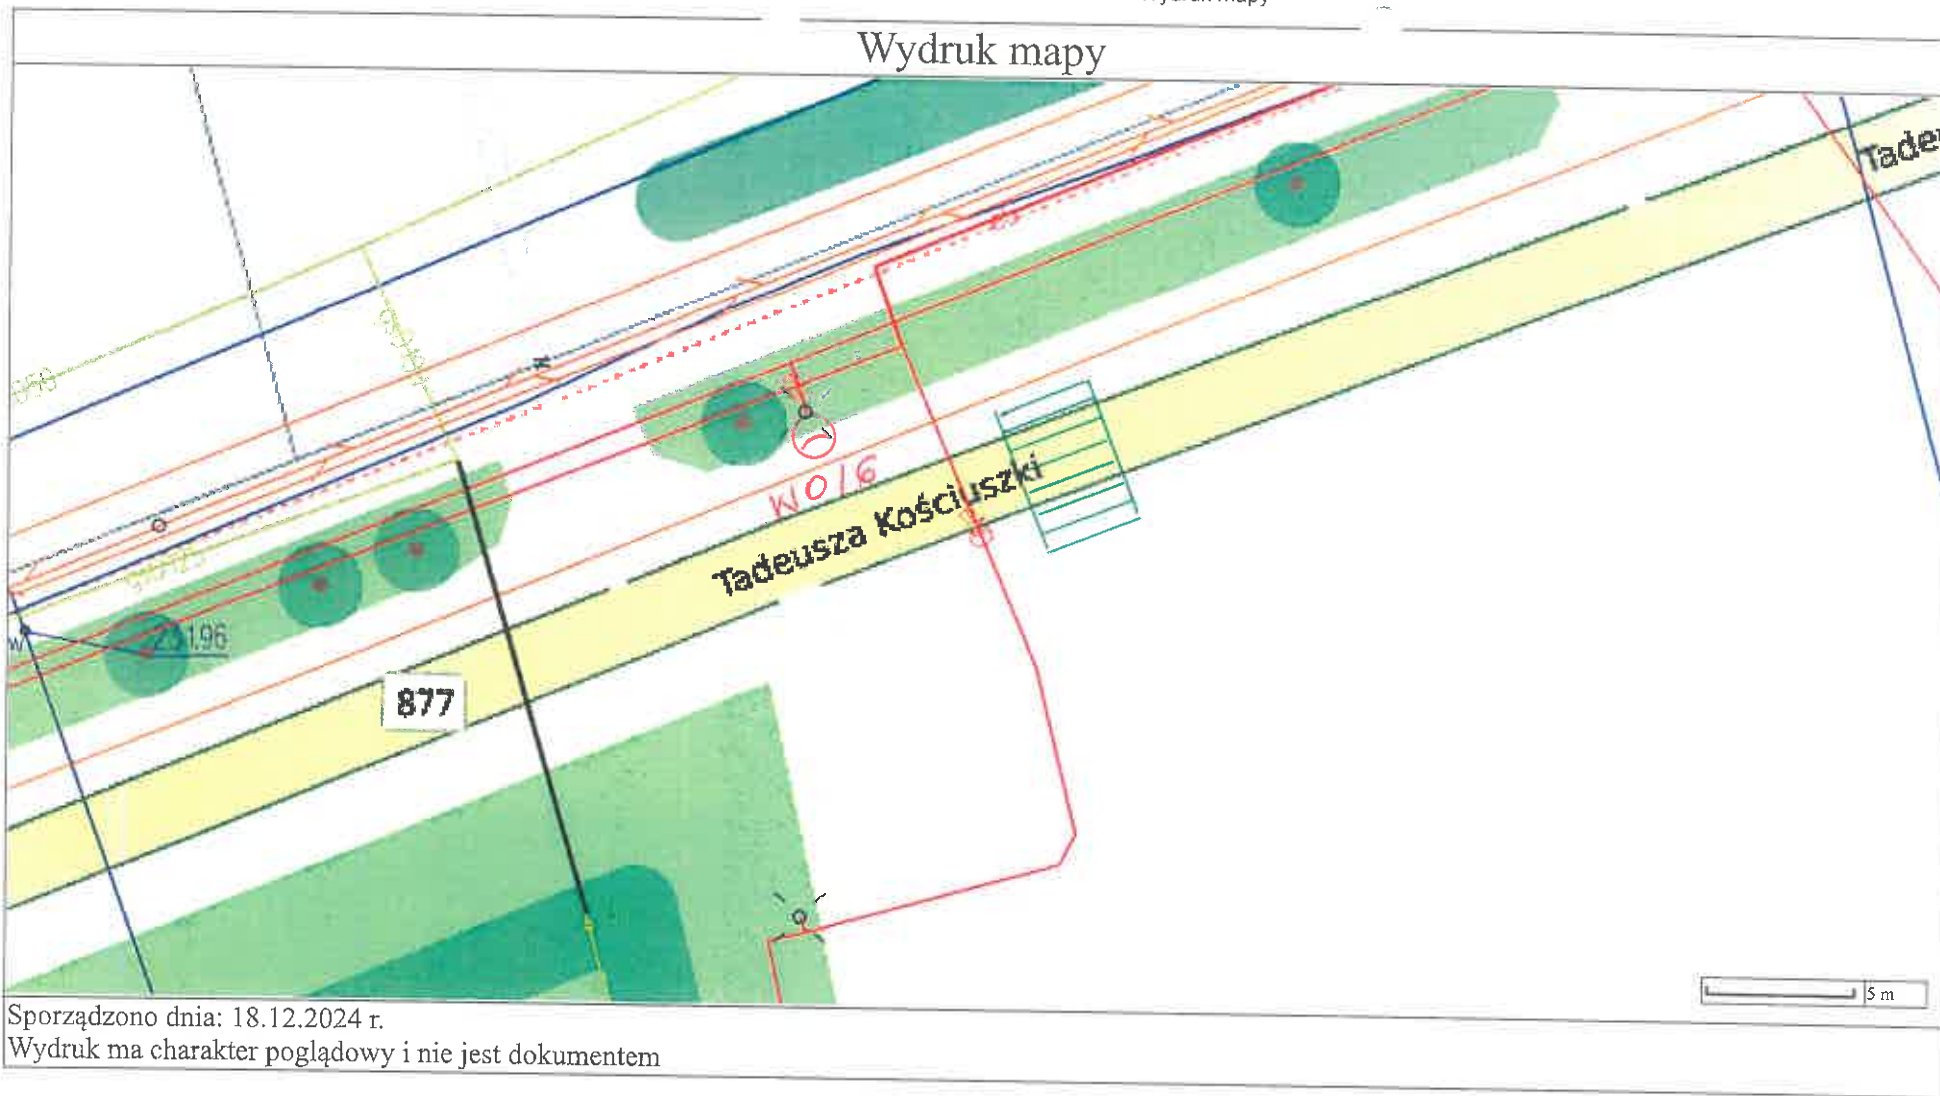 Wydruk mapy
Tade
K
231.96
W
WO16
Tadeusza Kościuszki
877
5 m
Sporządzono dnia: 18.12.2024 r.
Wydruk ma charakter poglądowy i nie jest dokumentem